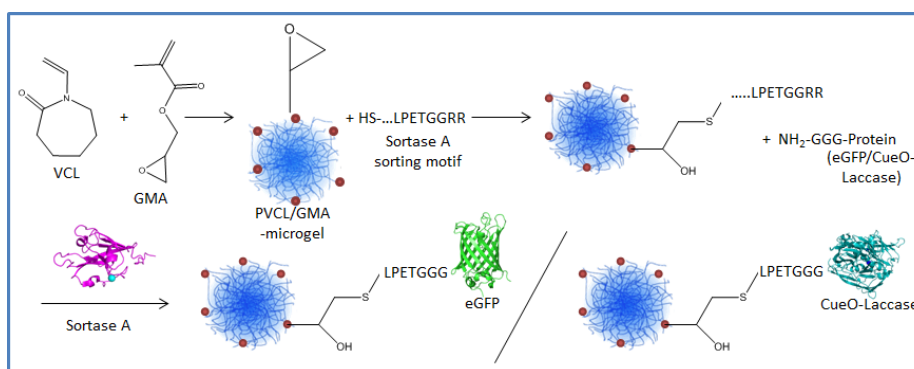 O
O
N
VCL
+
O
O
O
GMA
O
PVCL/GMA
-microgel
+ HS-...LPETGGRR
Sortase A
sorting motif
S
OH
.....LPETGGRR
+ NH2-GGG-Protein
(eGFP/CueO-
Laccase)
Sortase A
S
OH
LPETGGG
eGFP
S
OH
LPETGGG
CueO-Laccase